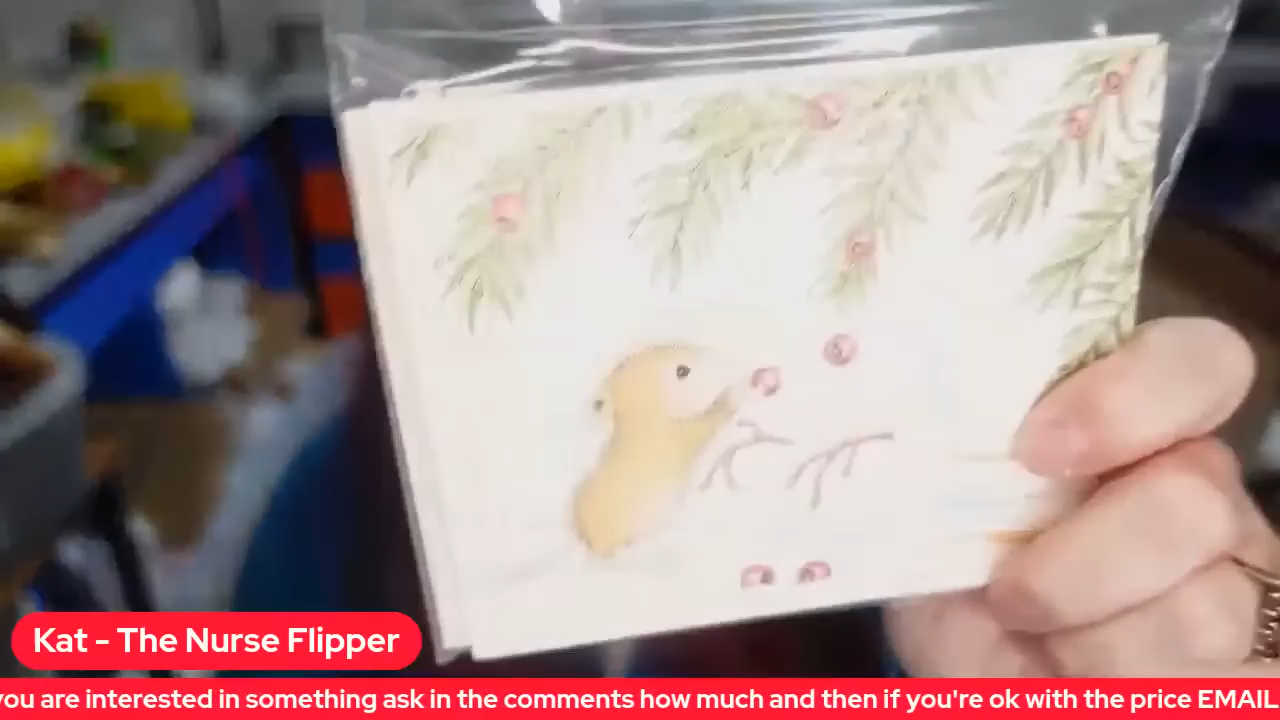 Kat - The Nurse Flipper
you are interested in something ask in the comments how much and then if you're ok with the price EMAIL